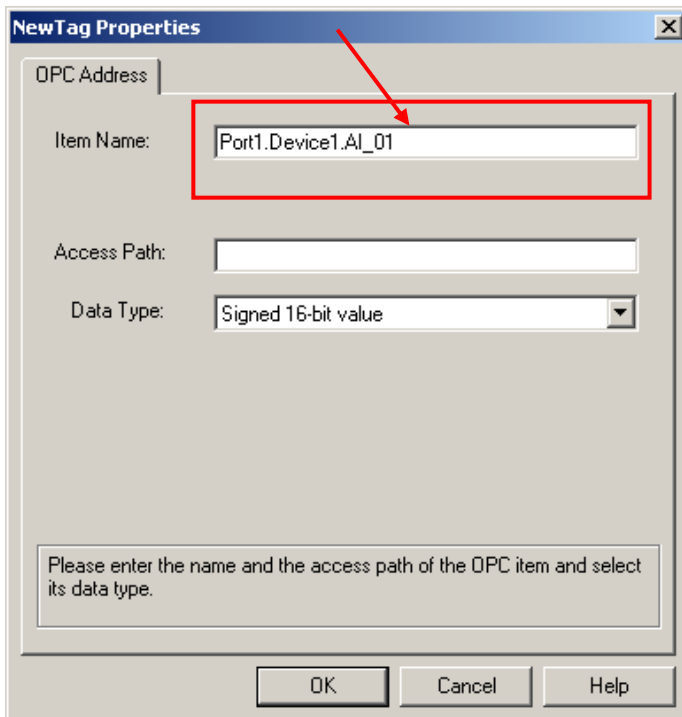 NewTag Properties
OPC Address
Item Name: Port1.Device1.AI_01
Access Path:
Data Type: Signed 16-bit value
Please enter the name and the access path of the OPC item and select
its data type.
OK Cancel Help